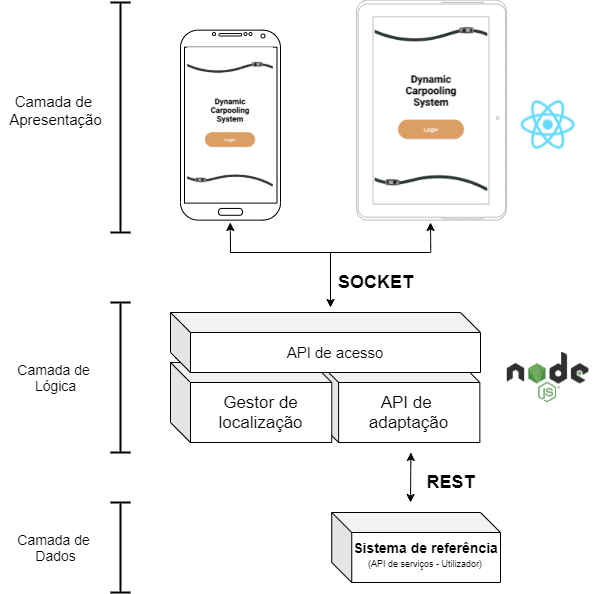 Camada de
Apresentação
Dynamic
Carpooling
System
Login
Dynamic
Carpooling
System
Login
SOCKET
Camada de
Lógica
API de acesso
Gestor de
localização
API de
adaptação
node
JS
REST
Camada de
Dados
Sistema de referência
(API de serviços - Utilizador)